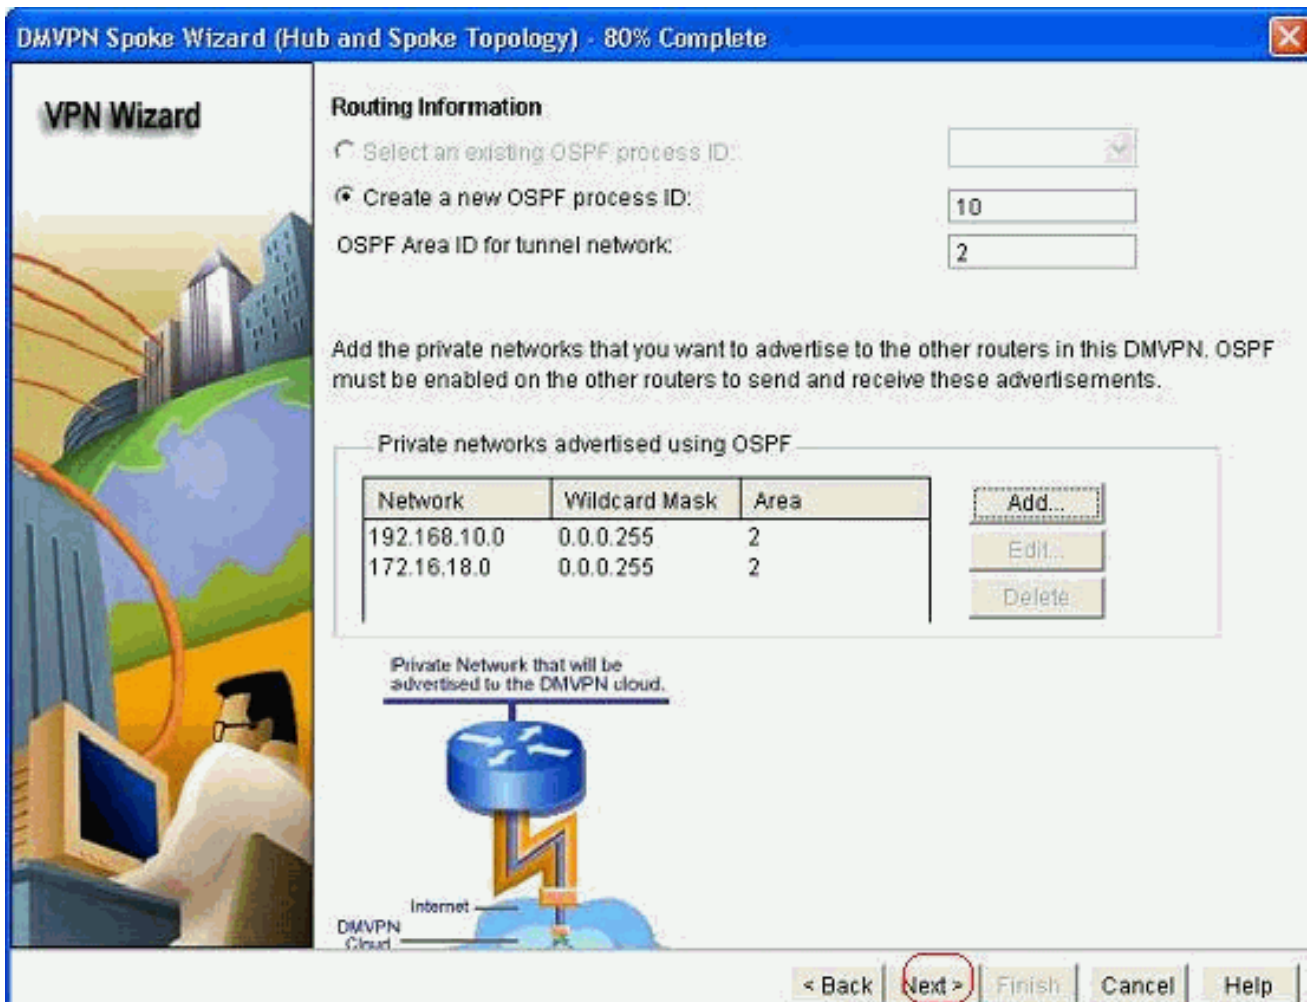 DMVPN Spoke Wizard (Hub and Spoke Topology) - 80% Complete
VPN Wizard
Routing Information
Select an existing OSPF process ID:
Create a new OSPF process ID:
10
OSPF Area ID for tunnel network:
2
Add the private networks that you want to advertise to the other routers in this DMVPN. OSPF
must be enabled on the other routers to send and receive these advertisements.
Private networks advertised using OSPF
Network Wildcard Mask Area
192.168.10.0 0.0.0.255 2
172.16.18.0 0.0.0.255 2
Add...
Edit...
Delete
Private Network that will be
advertised to the DMVPN cloud.
Internet
DMVPN
Cloud
< Back Next > Finish Cancel Help